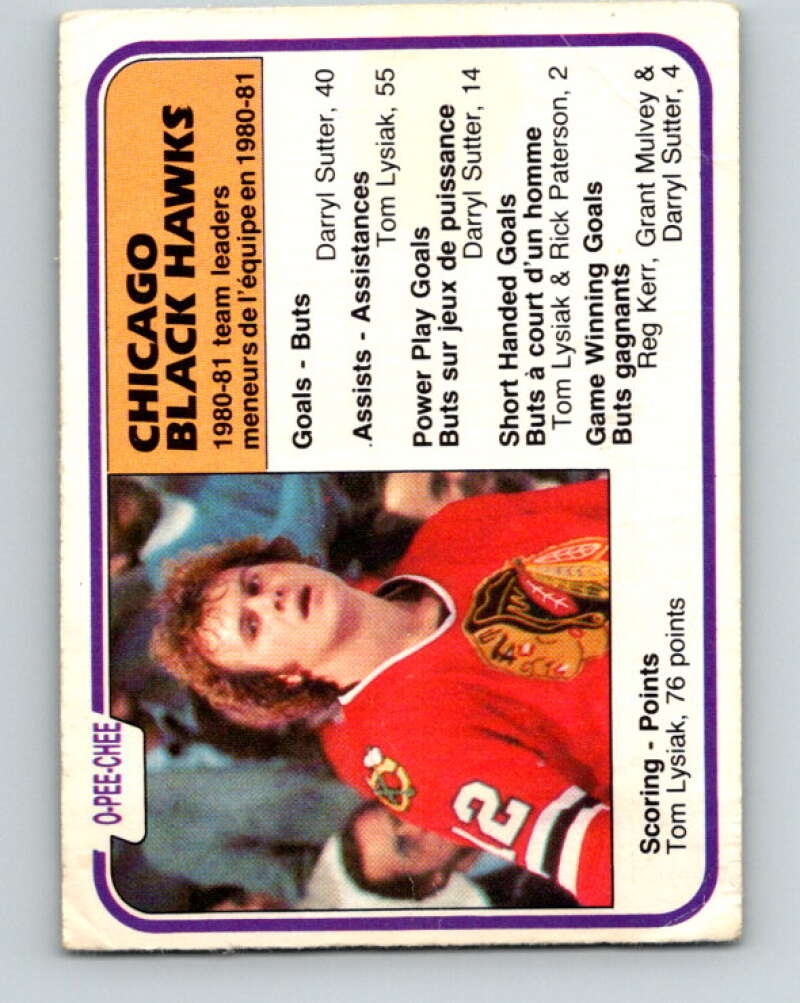 O-PEE-CHEE
CHICAGO
BLACK HAWKS
1980-81 team leaders
meneurs de l'équipe en 1980-81
Goals - Buts
Darryl Sutter, 40
Assists - Assistances
Tom Lysiak, 55
Power Play Goals
Buts sur jeux de puissance
Darryl Sutter, 14
Short Handed Goals
Buts à court d'un homme
Tom Lysiak & Rick Paterson, 2
Game Winning Goals
Buts gagnants
Reg Kerr, Grant Mulvey &
Darryl Sutter, 4
Scoring - Points
Tom Lysiak, 76 points
12